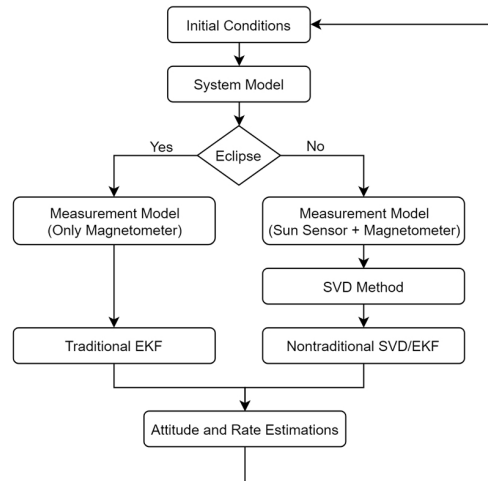 Initial Conditions
System Model
Eclipse
Yes
No
Measurement Model
(Only Magnetometer)
Measurement Model
(Sun Sensor + Magnetometer)
SVD Method
Traditional EKF
Nontraditional SVD/EKF
Attitude and Rate Estimations